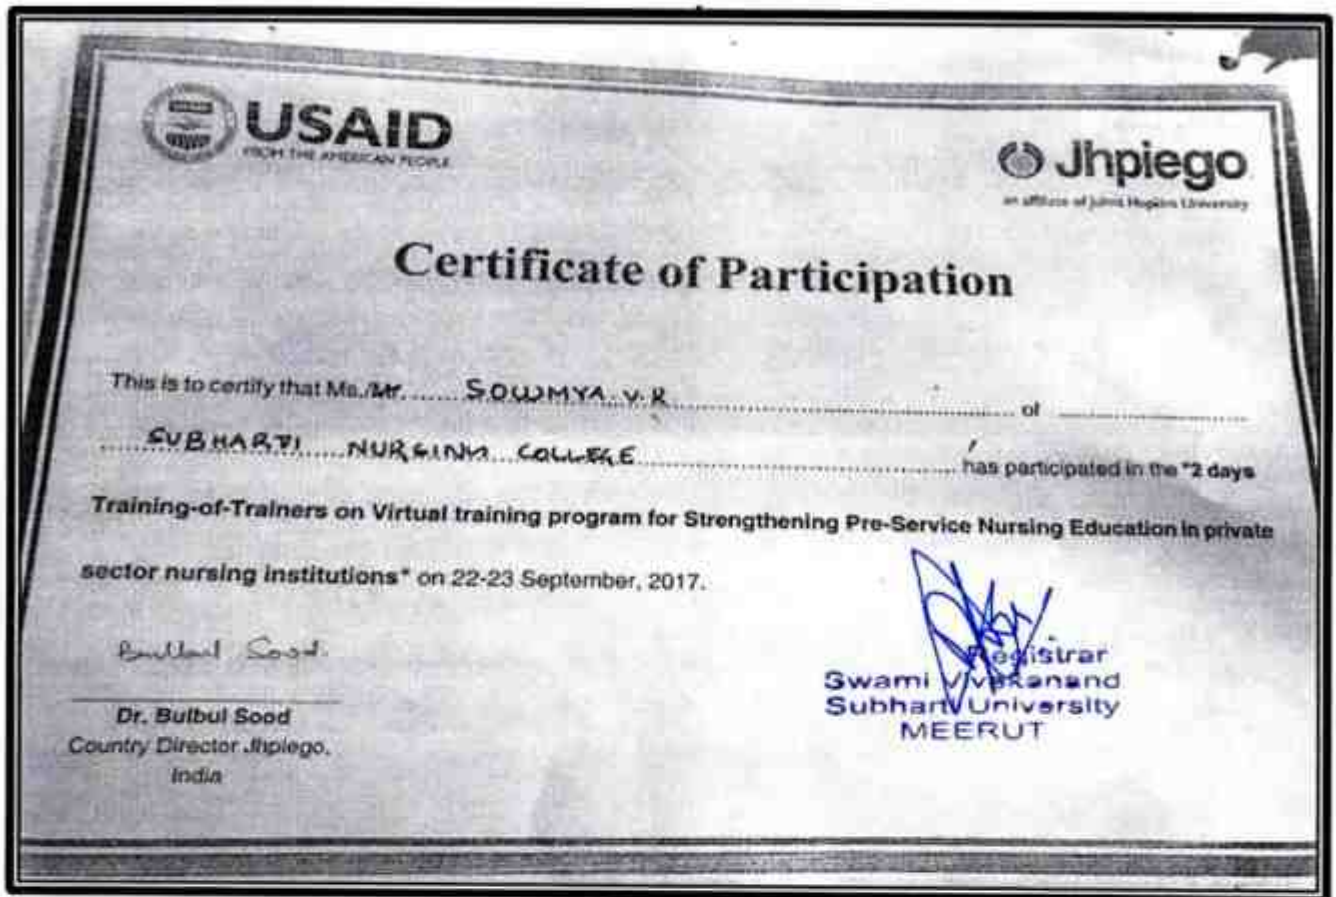 USAID
FROM THE AMERICAN PEOPLE
Jhpiego
an affiliate of Johns Hopkins University
Certificate of Participation
This is to certify that Ms./Mr. ....... SOWMYA V.R ....... of .......
....... SUBHARTI NURSING COLLEGE ....... has participated in the "2 days
Training-of-Trainers on Virtual training program for Strengthening Pre-Service Nursing Education in private
sector nursing institutions" on 22-23 September, 2017.
Bulbul Sood
Dr. Bulbul Sood
Country Director Jhpiego,
India
Registrar
Swami Vivekanand
Subharti University
MEERUT